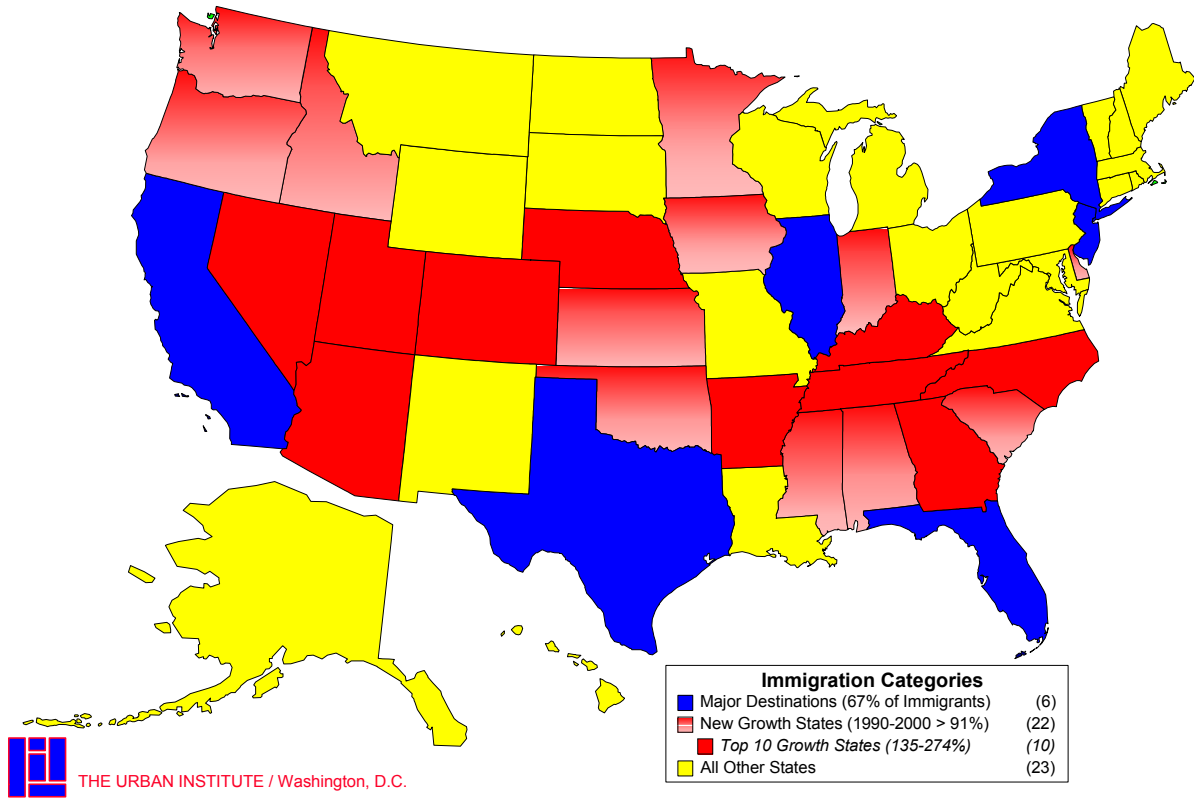 Immigration Categories
Major Destinations (67% of Immigrants) (6)
New Growth States (1990-2000 > 91%) (22)
Top 10 Growth States (135-274%) (10)
All Other States (23)
THE URBAN INSTITUTE / Washington, D.C.